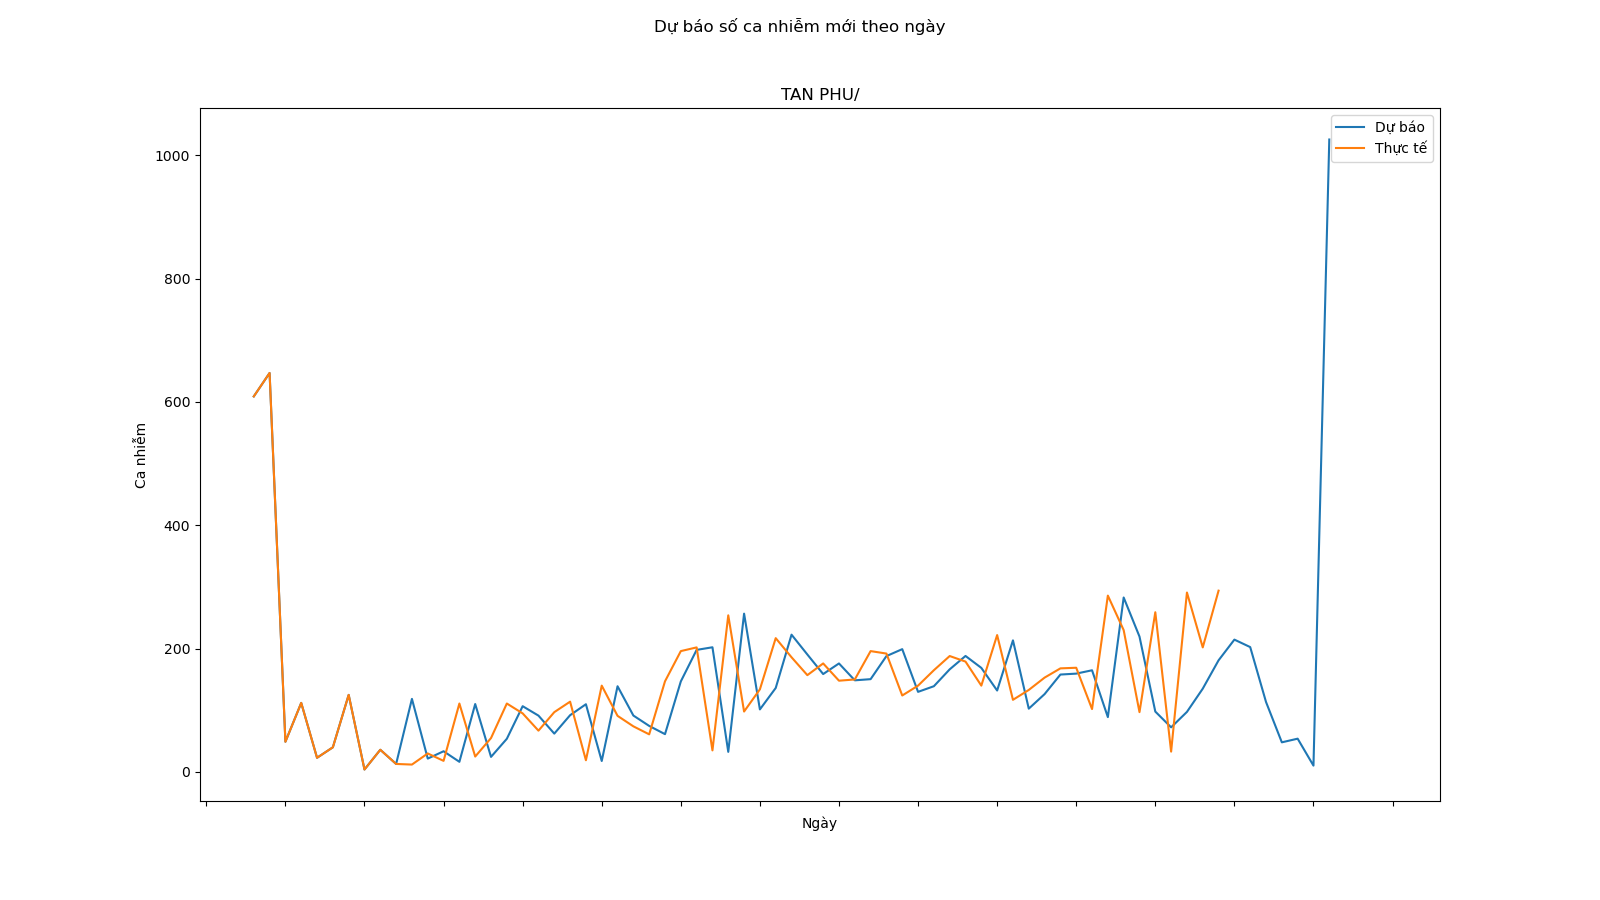 Dự báo số ca nhiễm mới theo ngày
TAN PHU/
Dự báo
Thực tế
1000
800
600
400
200
0
Ca nhiễm
Ngày